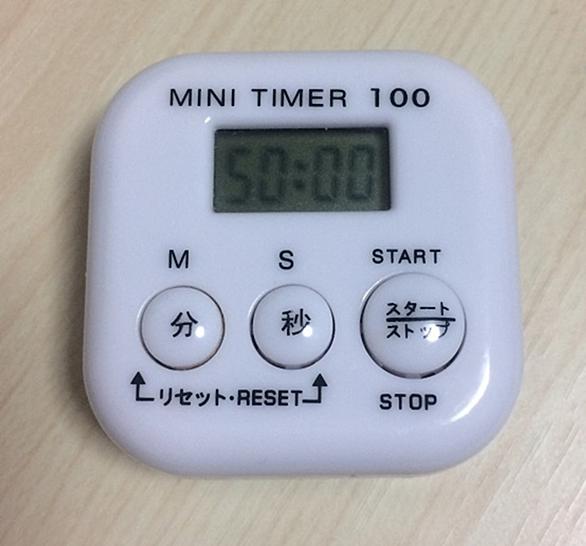 MINI TIMER 100
50:00
M S START
分 秒 スタート
ストップ
リセット・RESET STOP